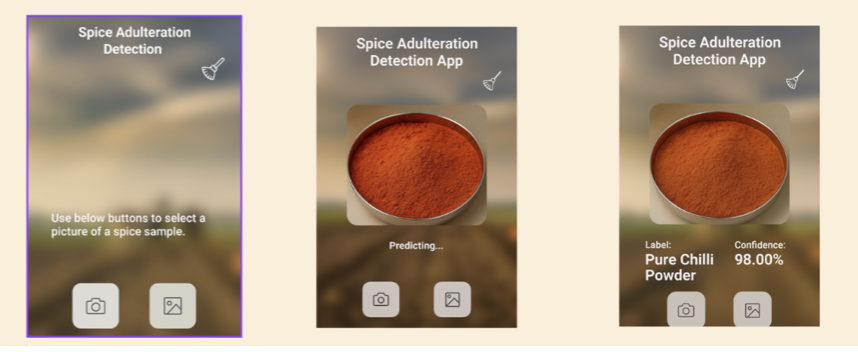 Spice Adulteration
Detection
Use below buttons to select a
picture of a spice sample.
Spice Adulteration
Detection App
Predicting...
Spice Adulteration
Detection App
Label:
Confidence:
Pure Chilli
Powder
98.00%